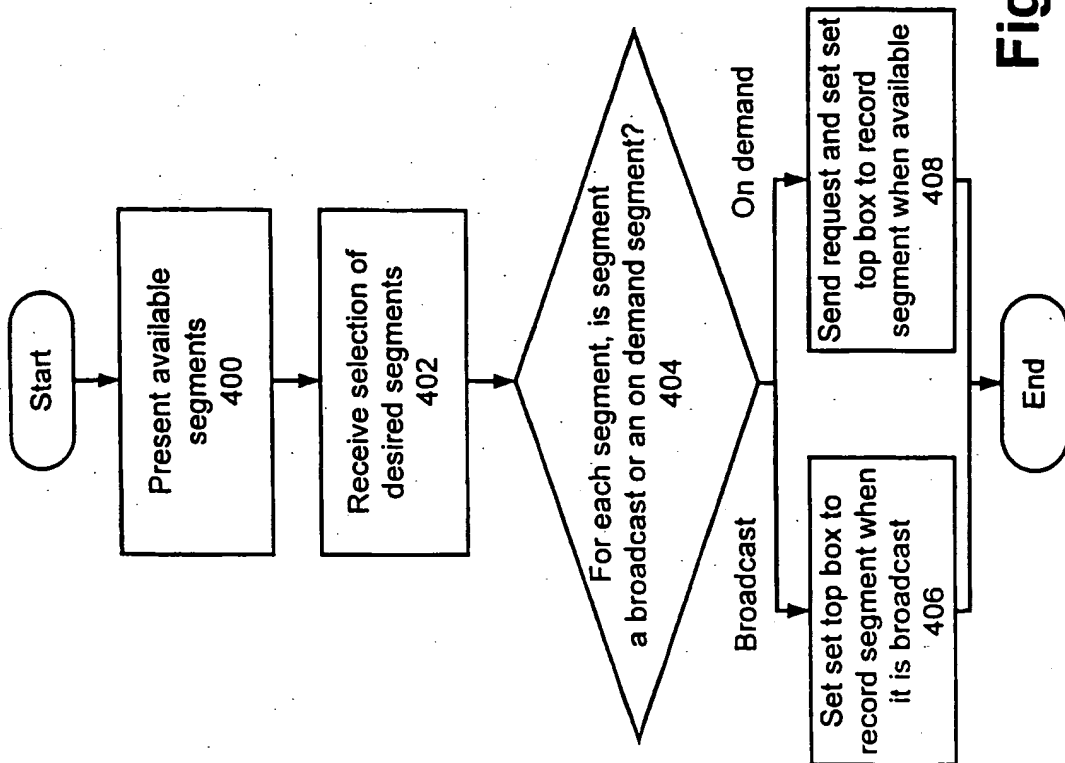 Start
Present available
segments
400
Receive selection of
desired segments
402
For each segment, is segment
a broadcast or an on demand segment?
404
Broadcast
On demand
Set set top box to
record segment when
it is broadcast
406
Send request and set set
top box to record
segment when available
408
End
Fig